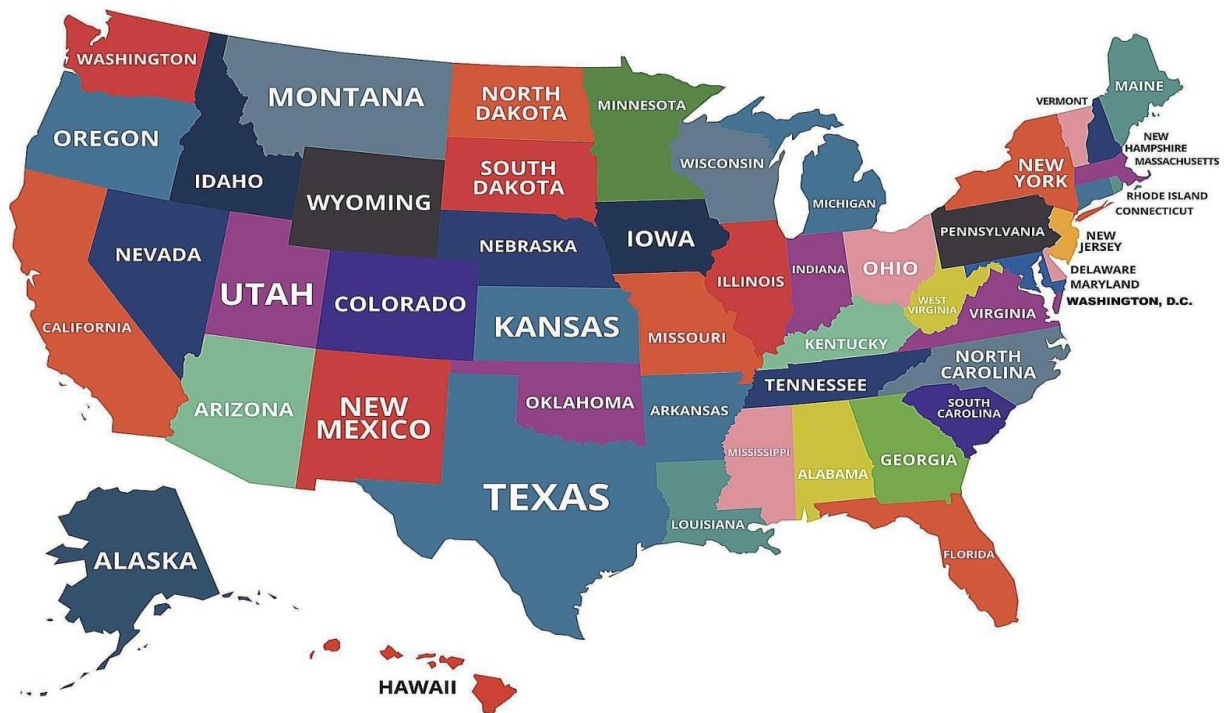 WASHINGTON
MONTANA
NORTH
DAKOTA
MINNESOTA
MAINE
VERMONT
OREGON
IDAHO
WYOMING
SOUTH
DAKOTA
WISCONSIN
MICHIGAN
NEW
YORK
NEW
HAMPSHIRE
MASSACHUSETTS
RHODE ISLAND
CONNECTICUT
NEVADA
UTAH
COLORADO
NEBRASKA
IOWA
ILLINOIS
INDIANA
OHIO
PENNSYLVANIA
NEW
JERSEY
DELAWARE
MARYLAND
WASHINGTON, D.C.
CALIFORNIA
KANSAS
MISSOURI
KENTUCKY
WEST
VIRGINIA
VIRGINIA
ARIZONA
NEW
MEXICO
OKLAHOMA
ARKANSAS
TENNESSEE
NORTH
CAROLINA
SOUTH
CAROLINA
TEXAS
LOUISIANA
MISSISSIPPI
ALABAMA
GEORGIA
FLORIDA
ALASKA
HAWAII